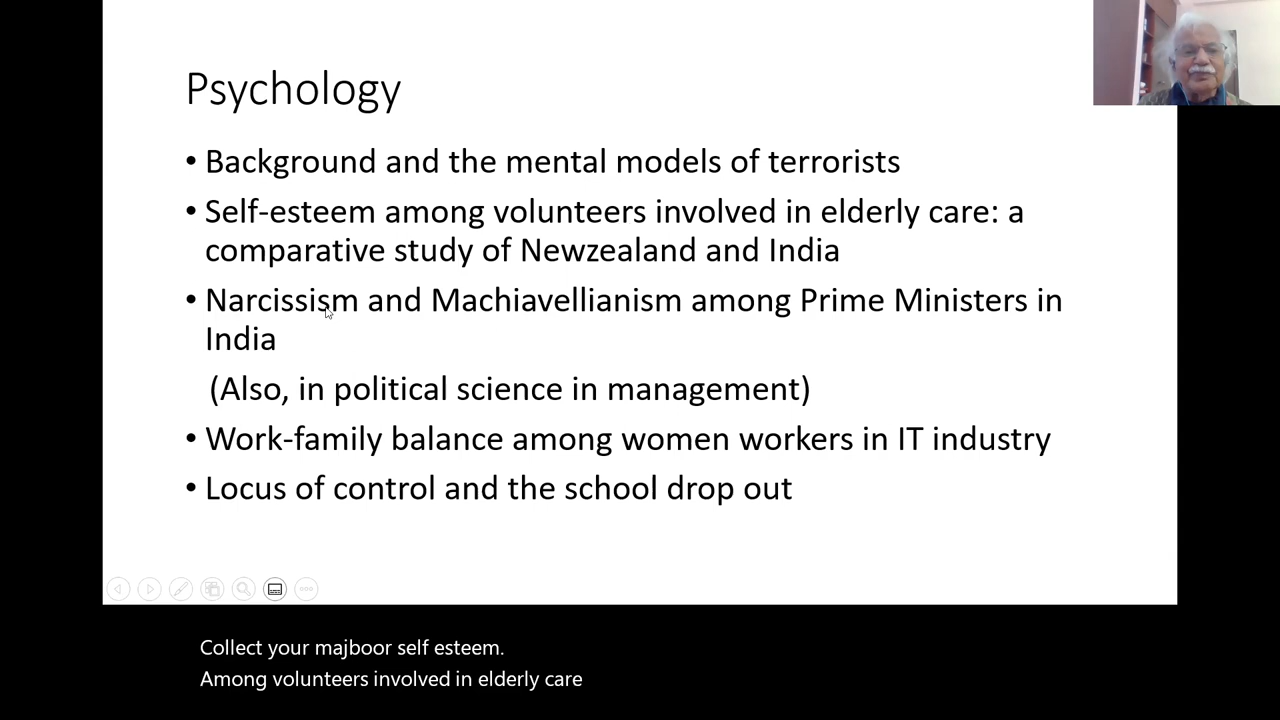 Psychology
• Background and the mental models of terrorists
• Self-esteem among volunteers involved in elderly care: a
comparative study of Newzealand and India
• Narcissism and Machiavellianism among Prime Ministers in
India
(Also, in political science in management)
• Work-family balance among women workers in IT industry
• Locus of control and the school drop out
Collect your majboor self esteem.
Among volunteers involved in elderly care